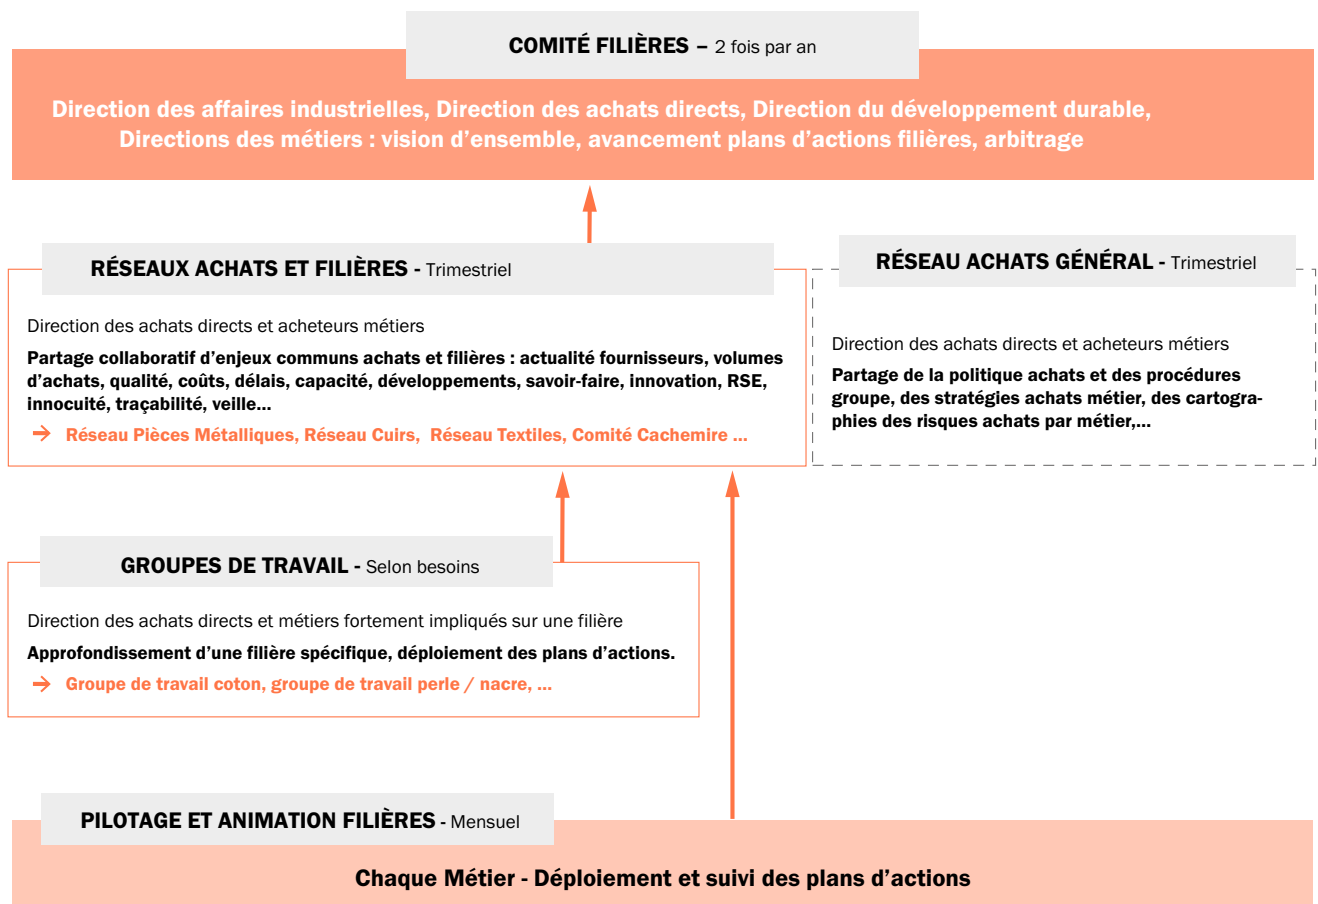 COMITÉ FILIÈRES – 2 fois par an
Direction des affaires industrielles, Direction des achats directs, Direction du développement durable,
Directions des métiers : vision d’ensemble, avancement plans d’actions filières, arbitrage
RÉSEAUX ACHATS ET FILIÈRES - Trimestriel
Direction des achats directs et acheteurs métiers
Partage collaboratif d’enjeux communs achats et filières : actualité fournisseurs, volumes
d’achats, qualité, coûts, délais, capacité, développements, savoir-faire, innovation, RSE,
innocuité, traçabilité, veille...
→ Réseau Pièces Métalliques, Réseau Cuirs, Réseau Textiles, Comité Cachemire ...
RÉSEAU ACHATS GÉNÉRAL - Trimestriel
Direction des achats directs et acheteurs métiers
Partage de la politique achats et des procédures
groupe, des stratégies achats métier, des cartogra-
phies des risques achats par métier,...
GROUPES DE TRAVAIL - Selon besoins
Direction des achats directs et métiers fortement impliqués sur une filière
Approfondissement d’une filière spécifique, déploiement des plans d’actions.
→ Groupe de travail coton, groupe de travail perle / nacre, ...
PILOTAGE ET ANIMATION FILIÈRES - Mensuel
Chaque Métier - Déploiement et suivi des plans d’actions